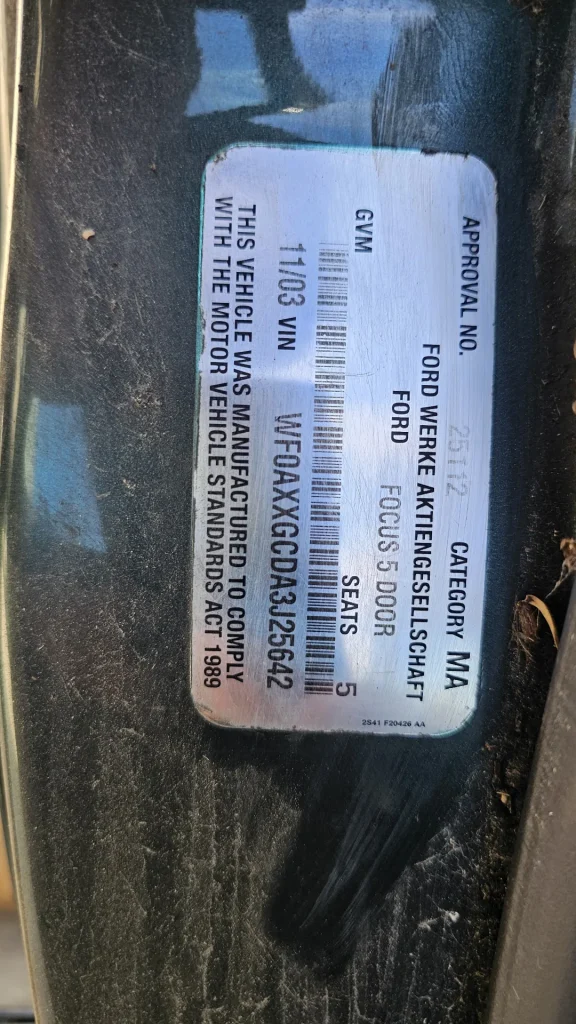 APPROVAL NO. 25112 CATEGORY MA
FORD WERKE AKTIENGESELLSCHAFT
FORD FOCUS 5 DOOR
GVM SEATS 5
11/03 VIN WF0AXXGCDA3J25642
THIS VEHICLE WAS MANUFACTURED TO COMPLY
WITH THE MOTOR VEHICLE STANDARDS ACT 1989
2S41 F20426 AA